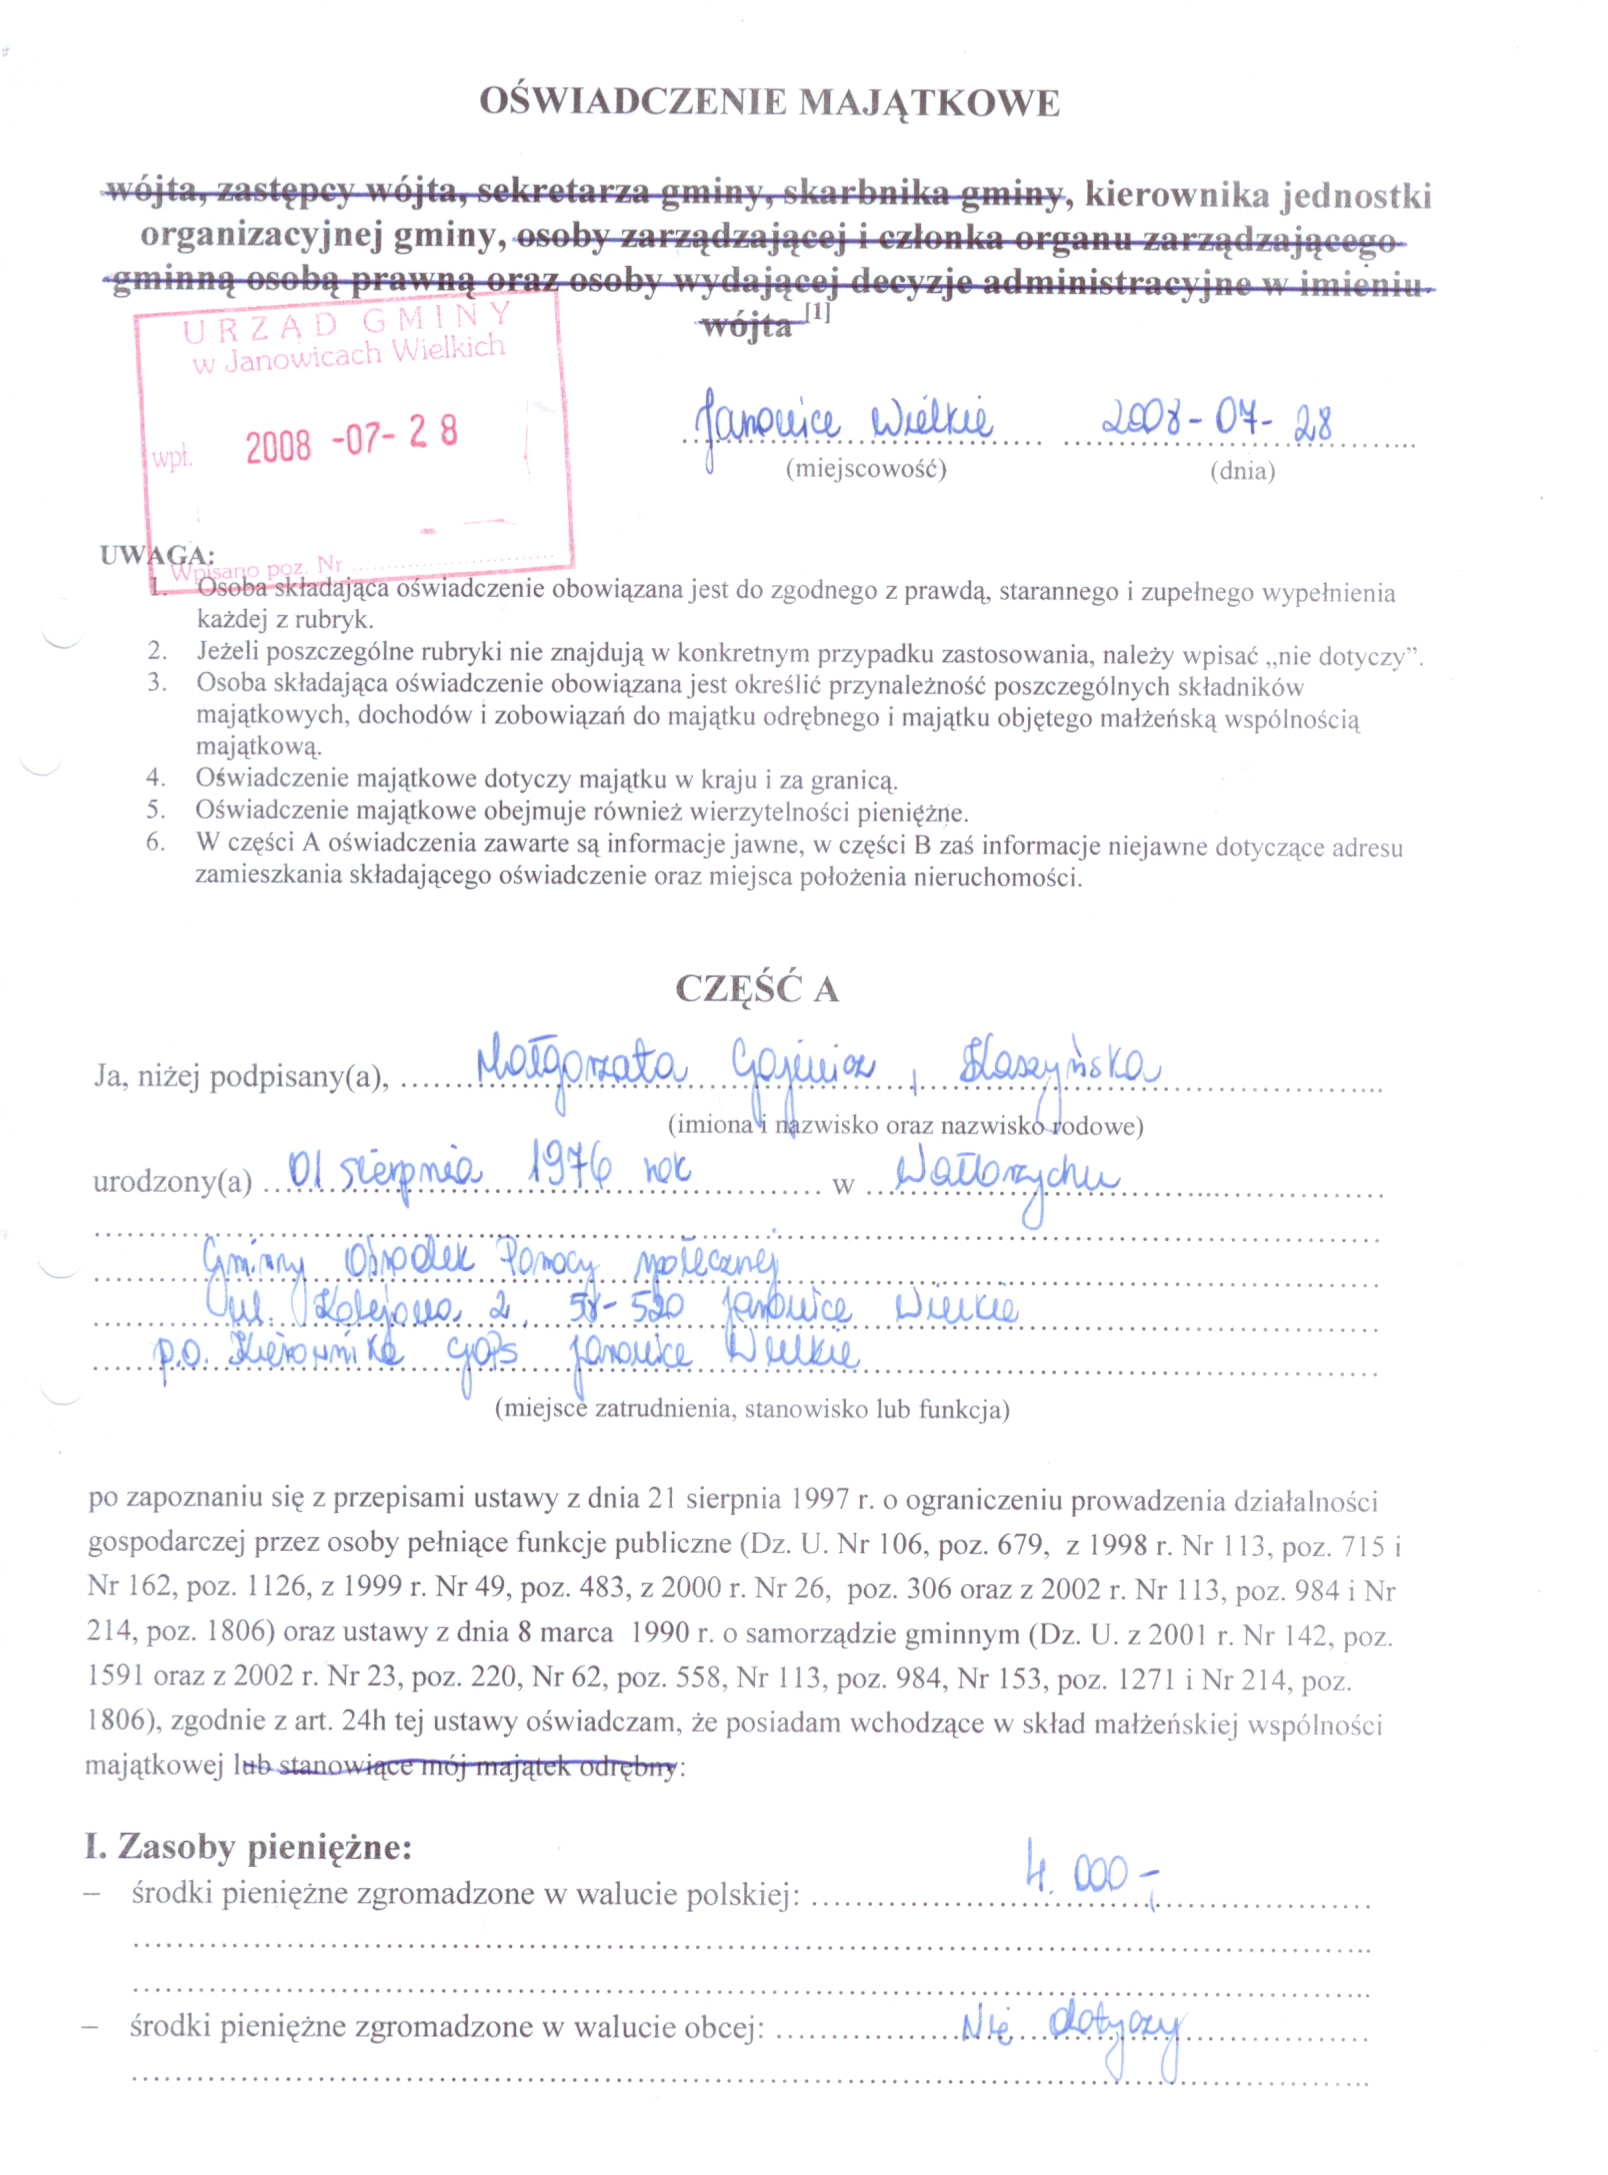 OŚWIADCZENIE MAJĄTKOWE
wójta, zastępcy wójta, sekretarza gminy, skarbnika gminy, kierownika jednostki
organizacyjnej gminy, osoby zarządzającej i członka organu zarządzającego
gminną osobą prawną oraz osoby wydającej decyzje administracyjne w imieniu
wójta [1]
URZĄD GMINY
w Janowicach Wielkich
wpł. 2008 -07- 28
Wpisano poz. Nr
Janowice Wielkie 2008-07-28
(miejscowość) (dnia)
UWAGA:
1. Osoba składająca oświadczenie obowiązana jest do zgodnego z prawdą, starannego i zupełnego wypełnienia
każdej z rubryk.
2. Jeżeli poszczególne rubryki nie znajdują w konkretnym przypadku zastosowania, należy wpisać „nie dotyczy”.
3. Osoba składająca oświadczenie obowiązana jest określić przynależność poszczególnych składników
majątkowych, dochodów i zobowiązań do majątku odrębnego i majątku objętego małżeńską wspólnością
majątkową.
4. Oświadczenie majątkowe dotyczy majątku w kraju i za granicą.
5. Oświadczenie majątkowe obejmuje również wierzytelności pieniężne.
6. W części A oświadczenia zawarte są informacje jawne, w części B zaś informacje niejawne dotyczące adresu
zamieszkania składającego oświadczenie oraz miejsca położenia nieruchomości.
CZĘŚĆ A
Ja, niżej podpisany(a), Małgorzata Gajewicz,
(imiona i nazwisko oraz nazwisko rodowe)
urodzony(a) 01 sierpnia 1976 rok w Wałbrzychu
Gminny Ośrodek Pomocy społecznej
ul. Kolejowa 2, 58-520 Janowice Wielkie
p.o. Kierownika GOPS Janowice Wielkie
(miejsce zatrudnienia, stanowisko lub funkcja)
po zapoznaniu się z przepisami ustawy z dnia 21 sierpnia 1997 r. o ograniczeniu prowadzenia działalności
gospodarczej przez osoby pełniące funkcje publiczne (Dz. U. Nr 106, poz. 679, z 1998 r. Nr 113, poz. 715 i
Nr 162, poz. 1126, z 1999 r. Nr 49, poz. 483, z 2000 r. Nr 26, poz. 306 oraz z 2002 r. Nr 113, poz. 984 i Nr
214, poz. 1806) oraz ustawy z dnia 8 marca 1990 r. o samorządzie gminnym (Dz. U. z 2001 r. Nr 142, poz.
1591 oraz z 2002 r. Nr 23, poz. 220, Nr 62, poz. 558, Nr 113, poz. 984, Nr 153, poz. 1271 i Nr 214, poz.
1806), zgodnie z art. 24h tej ustawy oświadczam, że posiadam wchodzące w skład małżeńskiej wspólności
majątkowej lub stanowiące mój majątek odrębny:
I. Zasoby pieniężne:
– środki pieniężne zgromadzone w walucie polskiej: 4.000-,
– środki pieniężne zgromadzone w walucie obcej: Nie dotyczy